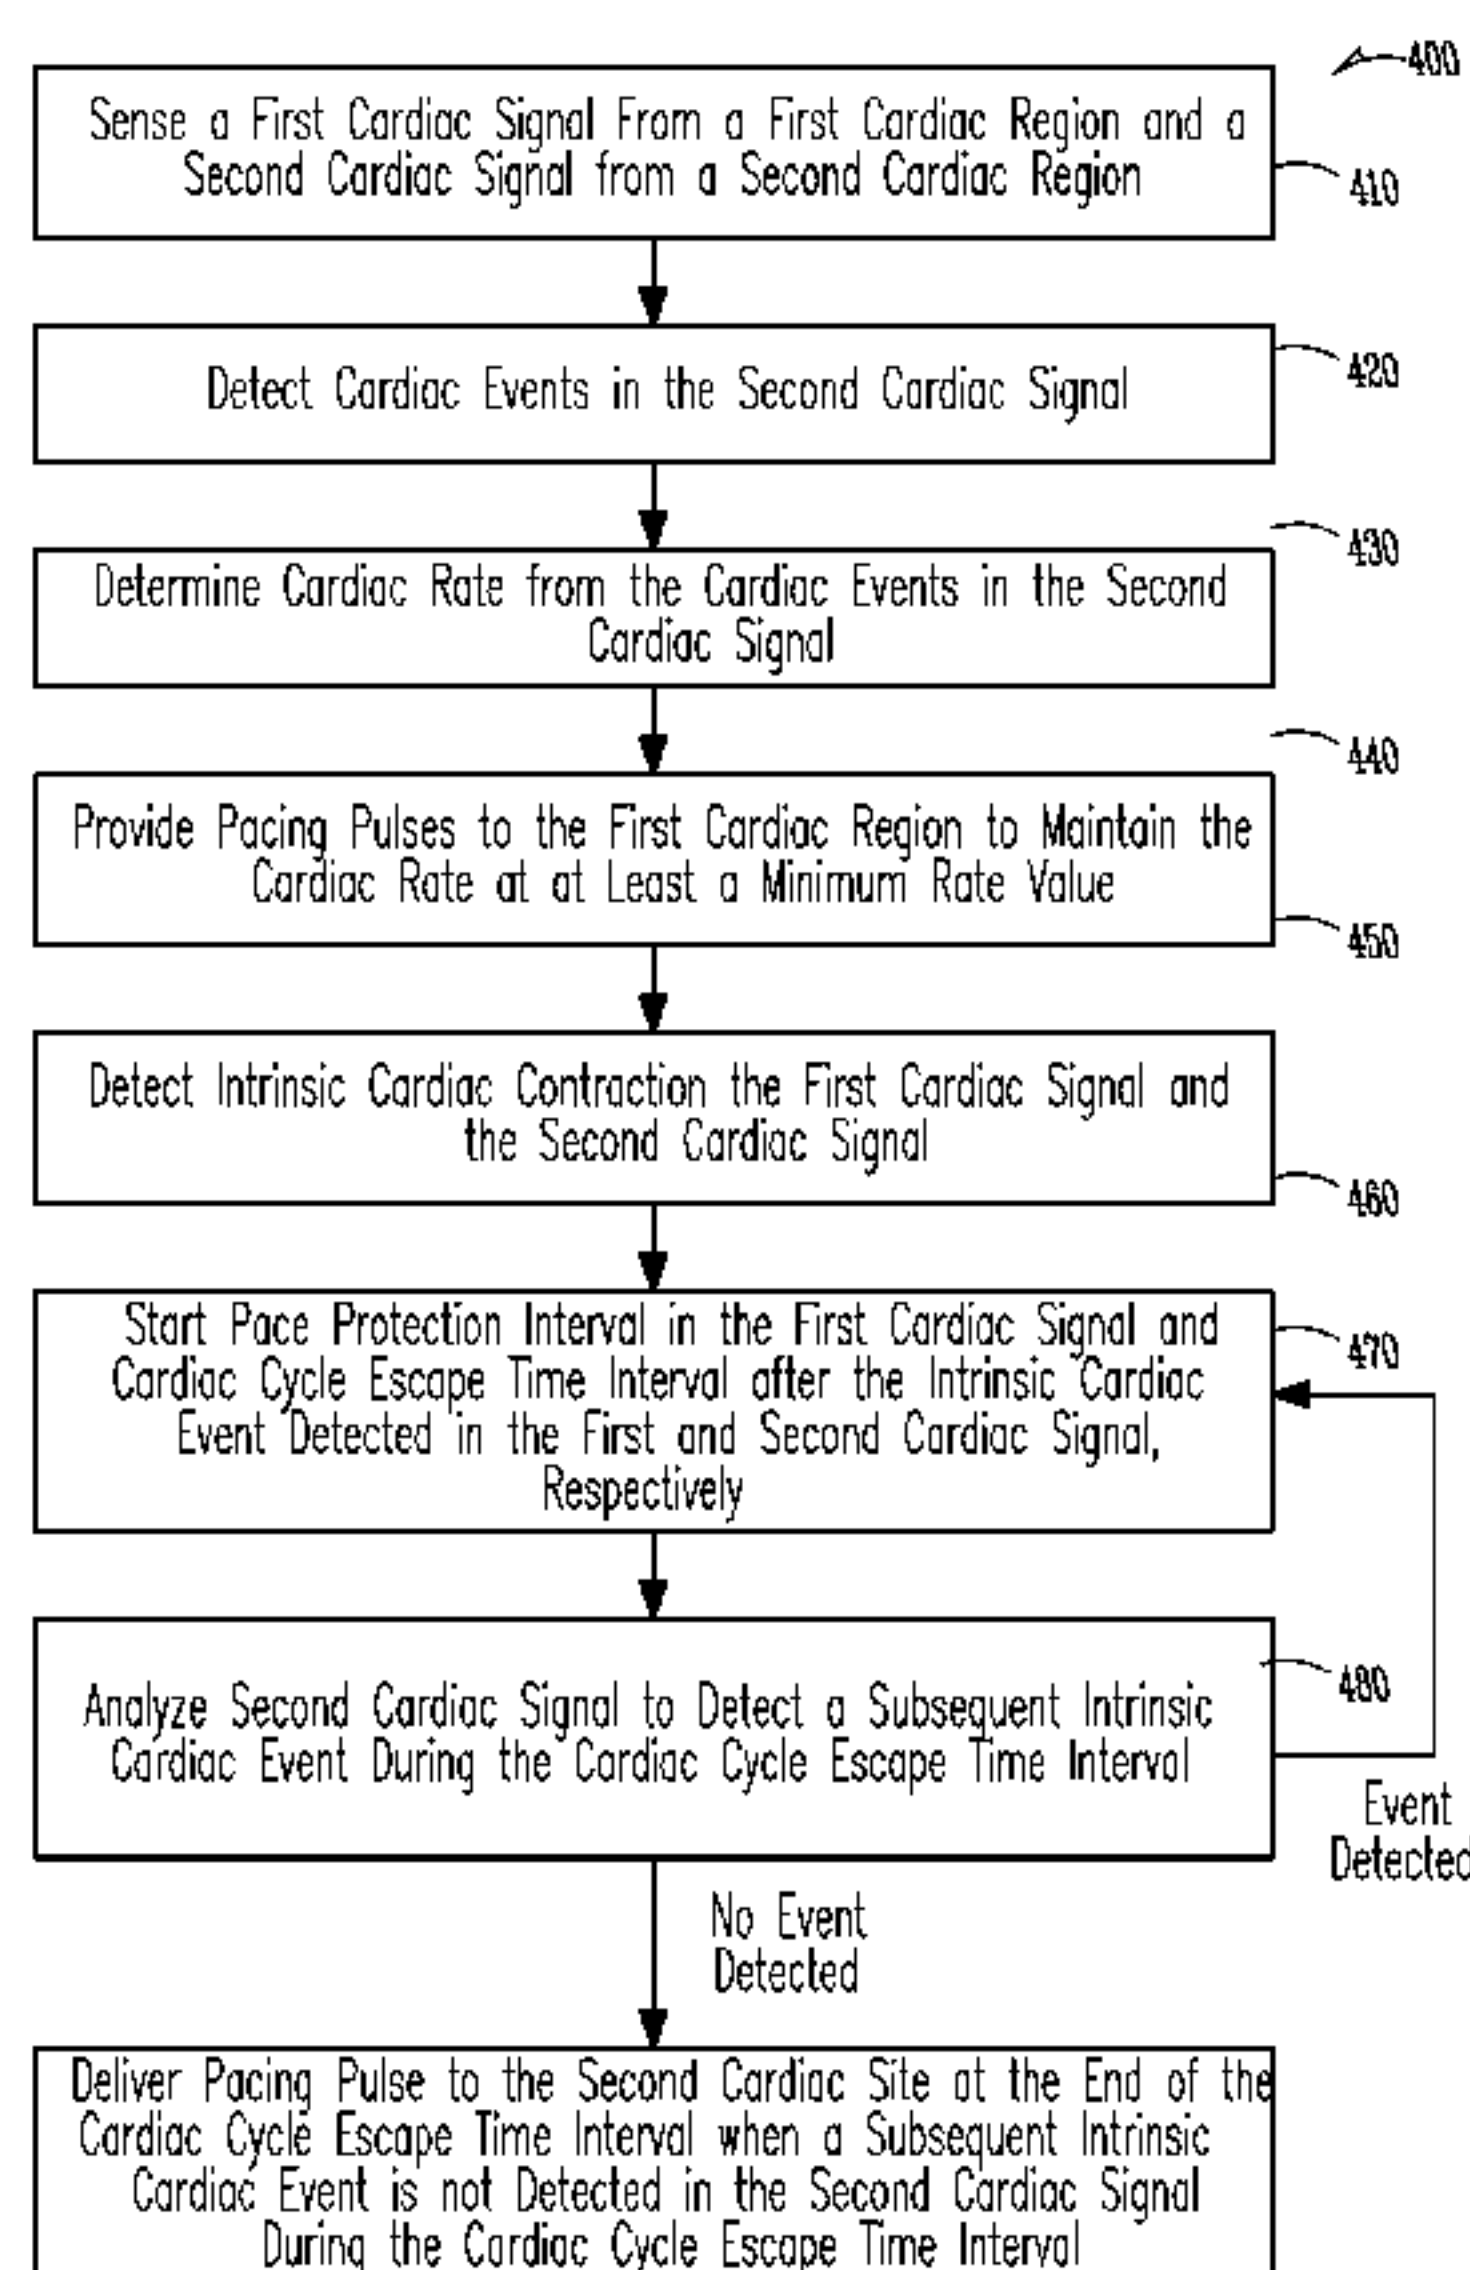 400
Sense a First Cardiac Signal From a First Cardiac Region and a
Second Cardiac Signal from a Second Cardiac Region
410
Detect Cardiac Events in the Second Cardiac Signal
420
430
Determine Cardiac Rate from the Cardiac Events in the Second
Cardiac Signal
440
Provide Pacing Pulses to the First Cardiac Region to Maintain the
Cardiac Rate at at Least a Minimum Rate Value
450
Detect Intrinsic Cardiac Contraction the First Cardiac Signal and
the Second Cardiac Signal
460
Start Pace Protection Interval in the First Cardiac Signal and
Cardiac Cycle Escape Time Interval after the Intrinsic Cardiac
Event Detected in the First and Second Cardiac Signal,
Respectively
470
480
Analyze Second Cardiac Signal to Detect a Subsequent Intrinsic
Cardiac Event During the Cardiac Cycle Escape Time Interval
Event
Detected
No Event
Detected
Deliver Pacing Pulse to the Second Cardiac Site at the End of the
Cardiac Cycle Escape Time Interval when a Subsequent Intrinsic
Cardiac Event is not Detected in the Second Cardiac Signal
During the Cardiac Cycle Escape Time Interval